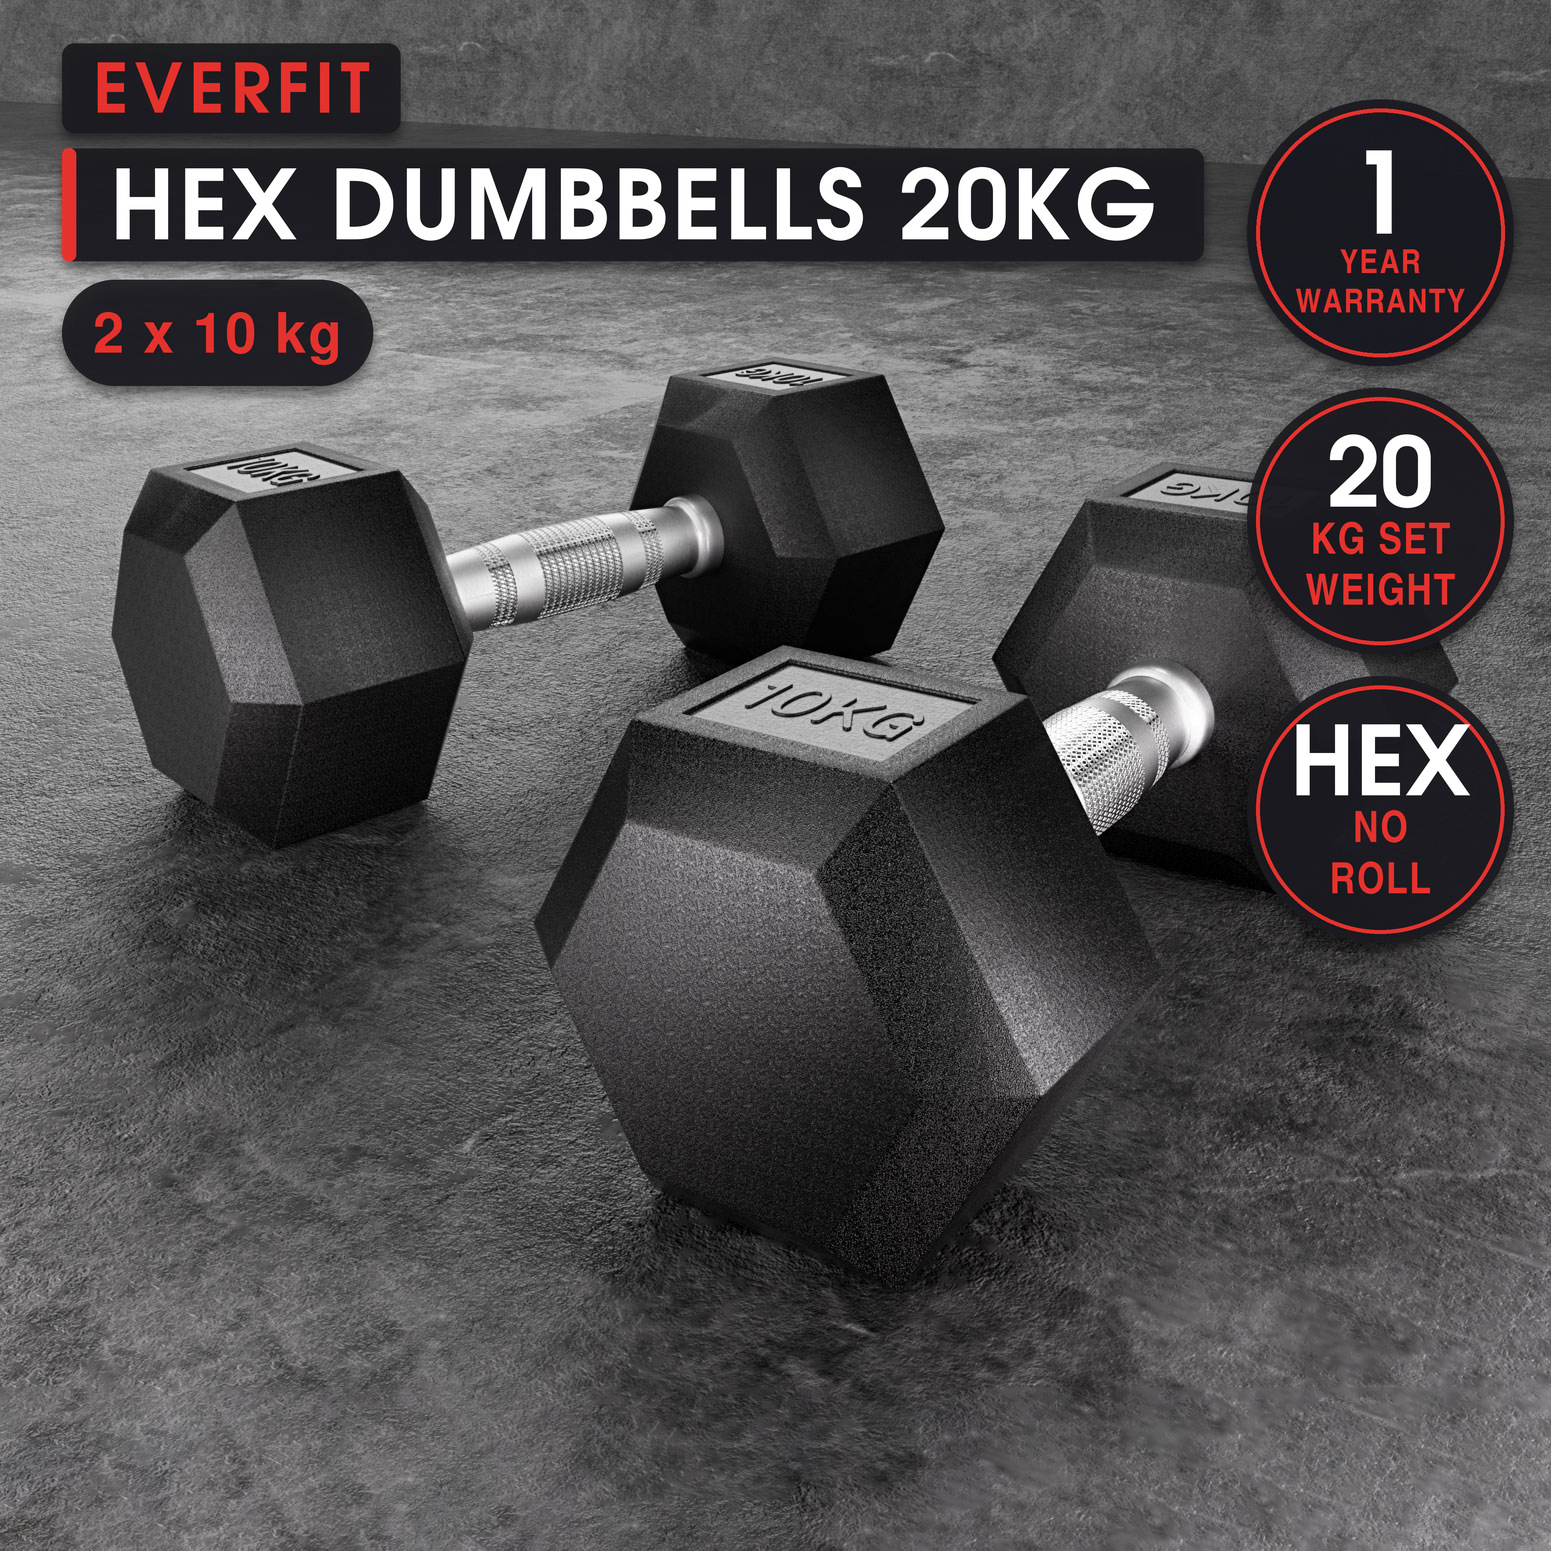 EVERFIT
HEX DUMBBELLS 20KG
2 x 10 kg
1
YEAR
WARRANTY
20
KG SET
WEIGHT
HEX
NO
ROLL
10KG
10KG
10KG
10KG